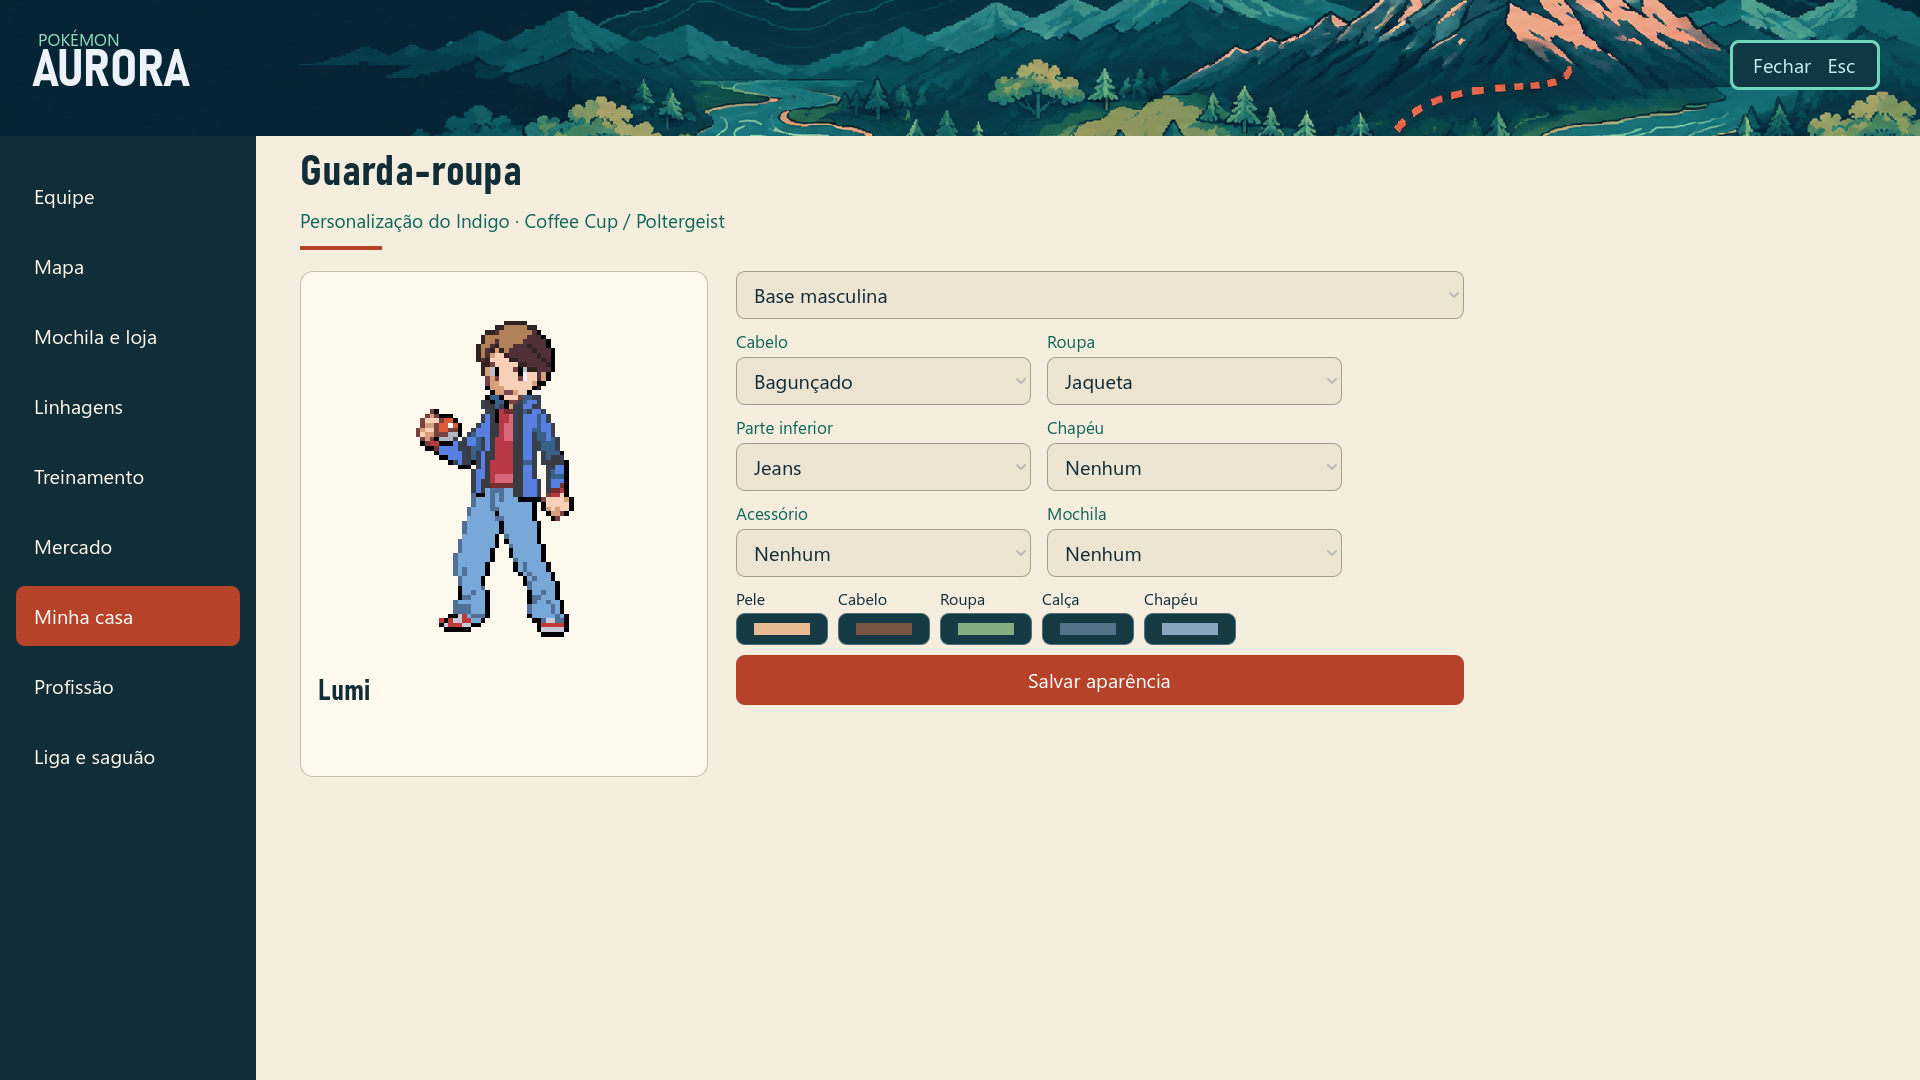 POKÉMON
AURORA
Fechar Esc
Equipe
Mapa
Mochila e loja
Linhagens
Treinamento
Mercado
Minha casa
Profissão
Liga e saguão
Guarda-roupa
Personalização do Indigo · Coffee Cup / Poltergeist
Lumi
Base masculina
Cabelo Roupa
Bagunçado Jaqueta
Parte inferior Chapéu
Jeans Nenhum
Acessório Mochila
Nenhum Nenhum
Pele Cabelo Roupa Calça Chapéu
Salvar aparência